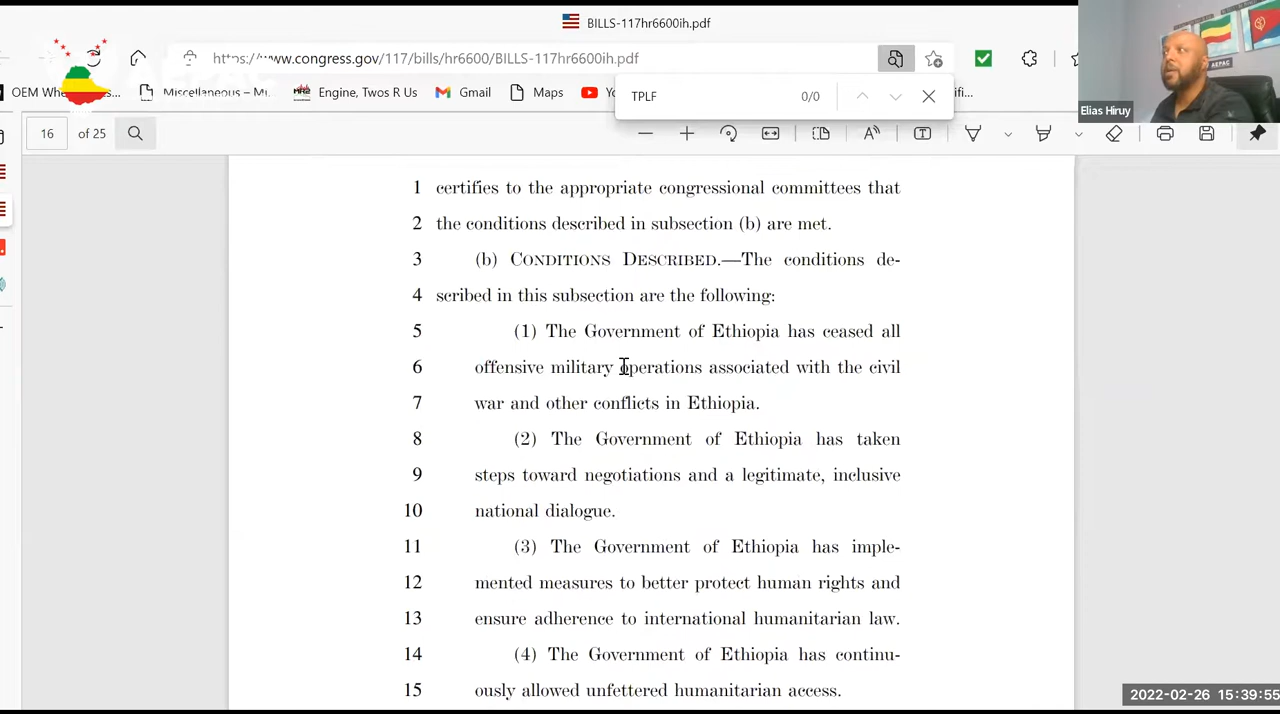 BILLS-117hr6600ih.pdf
https://www.congress.gov/117/bills/hr6600/BILLS-117hr6600ih.pdf
OEM Whe... Miscellaneous – Mu... Engine, Twos R Us Gmail Maps
TPLF 0/0
AEPAC
Elias Hiruy
16 of 25
1 certifies to the appropriate congressional committees that
2 the conditions described in subsection (b) are met.
3 (b) CONDITIONS DESCRIBED.—The conditions de-
4 scribed in this subsection are the following:
5 (1) The Government of Ethiopia has ceased all
6 offensive military operations associated with the civil
7 war and other conflicts in Ethiopia.
8 (2) The Government of Ethiopia has taken
9 steps toward negotiations and a legitimate, inclusive
10 national dialogue.
11 (3) The Government of Ethiopia has imple-
12 mented measures to better protect human rights and
13 ensure adherence to international humanitarian law.
14 (4) The Government of Ethiopia has continu-
15 ously allowed unfettered humanitarian access.
2022-02-26 15:39:55